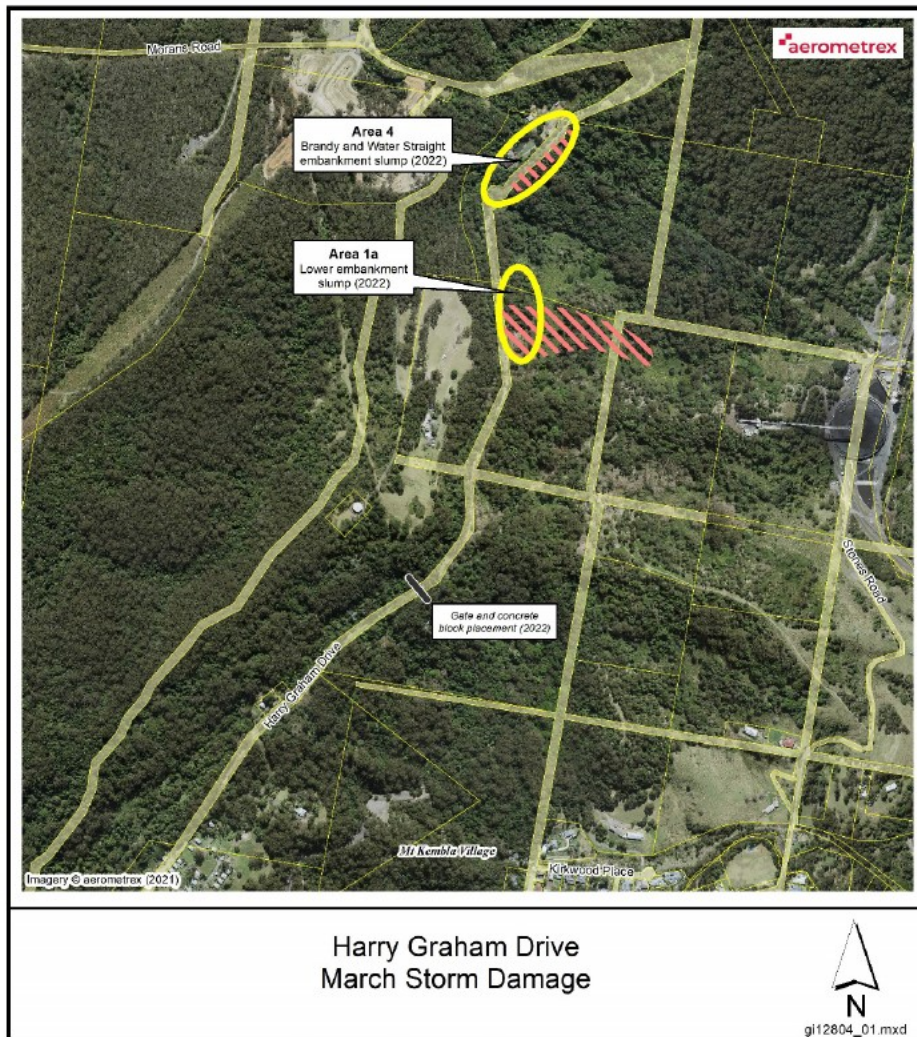 Morans Road
aerometrex
Area 4
Brandy and Water Straight
embankment slump (2022)
Area 1a
Lower embankment
slump (2022)
Stones Road
Gate and concrete
block placement (2022)
Harry Graham Drive
Mt Kembla Village
Kirkwood Place
Imagery © aerometrex (2021)
Harry Graham Drive
March Storm Damage
N
gi12804_01.mxd